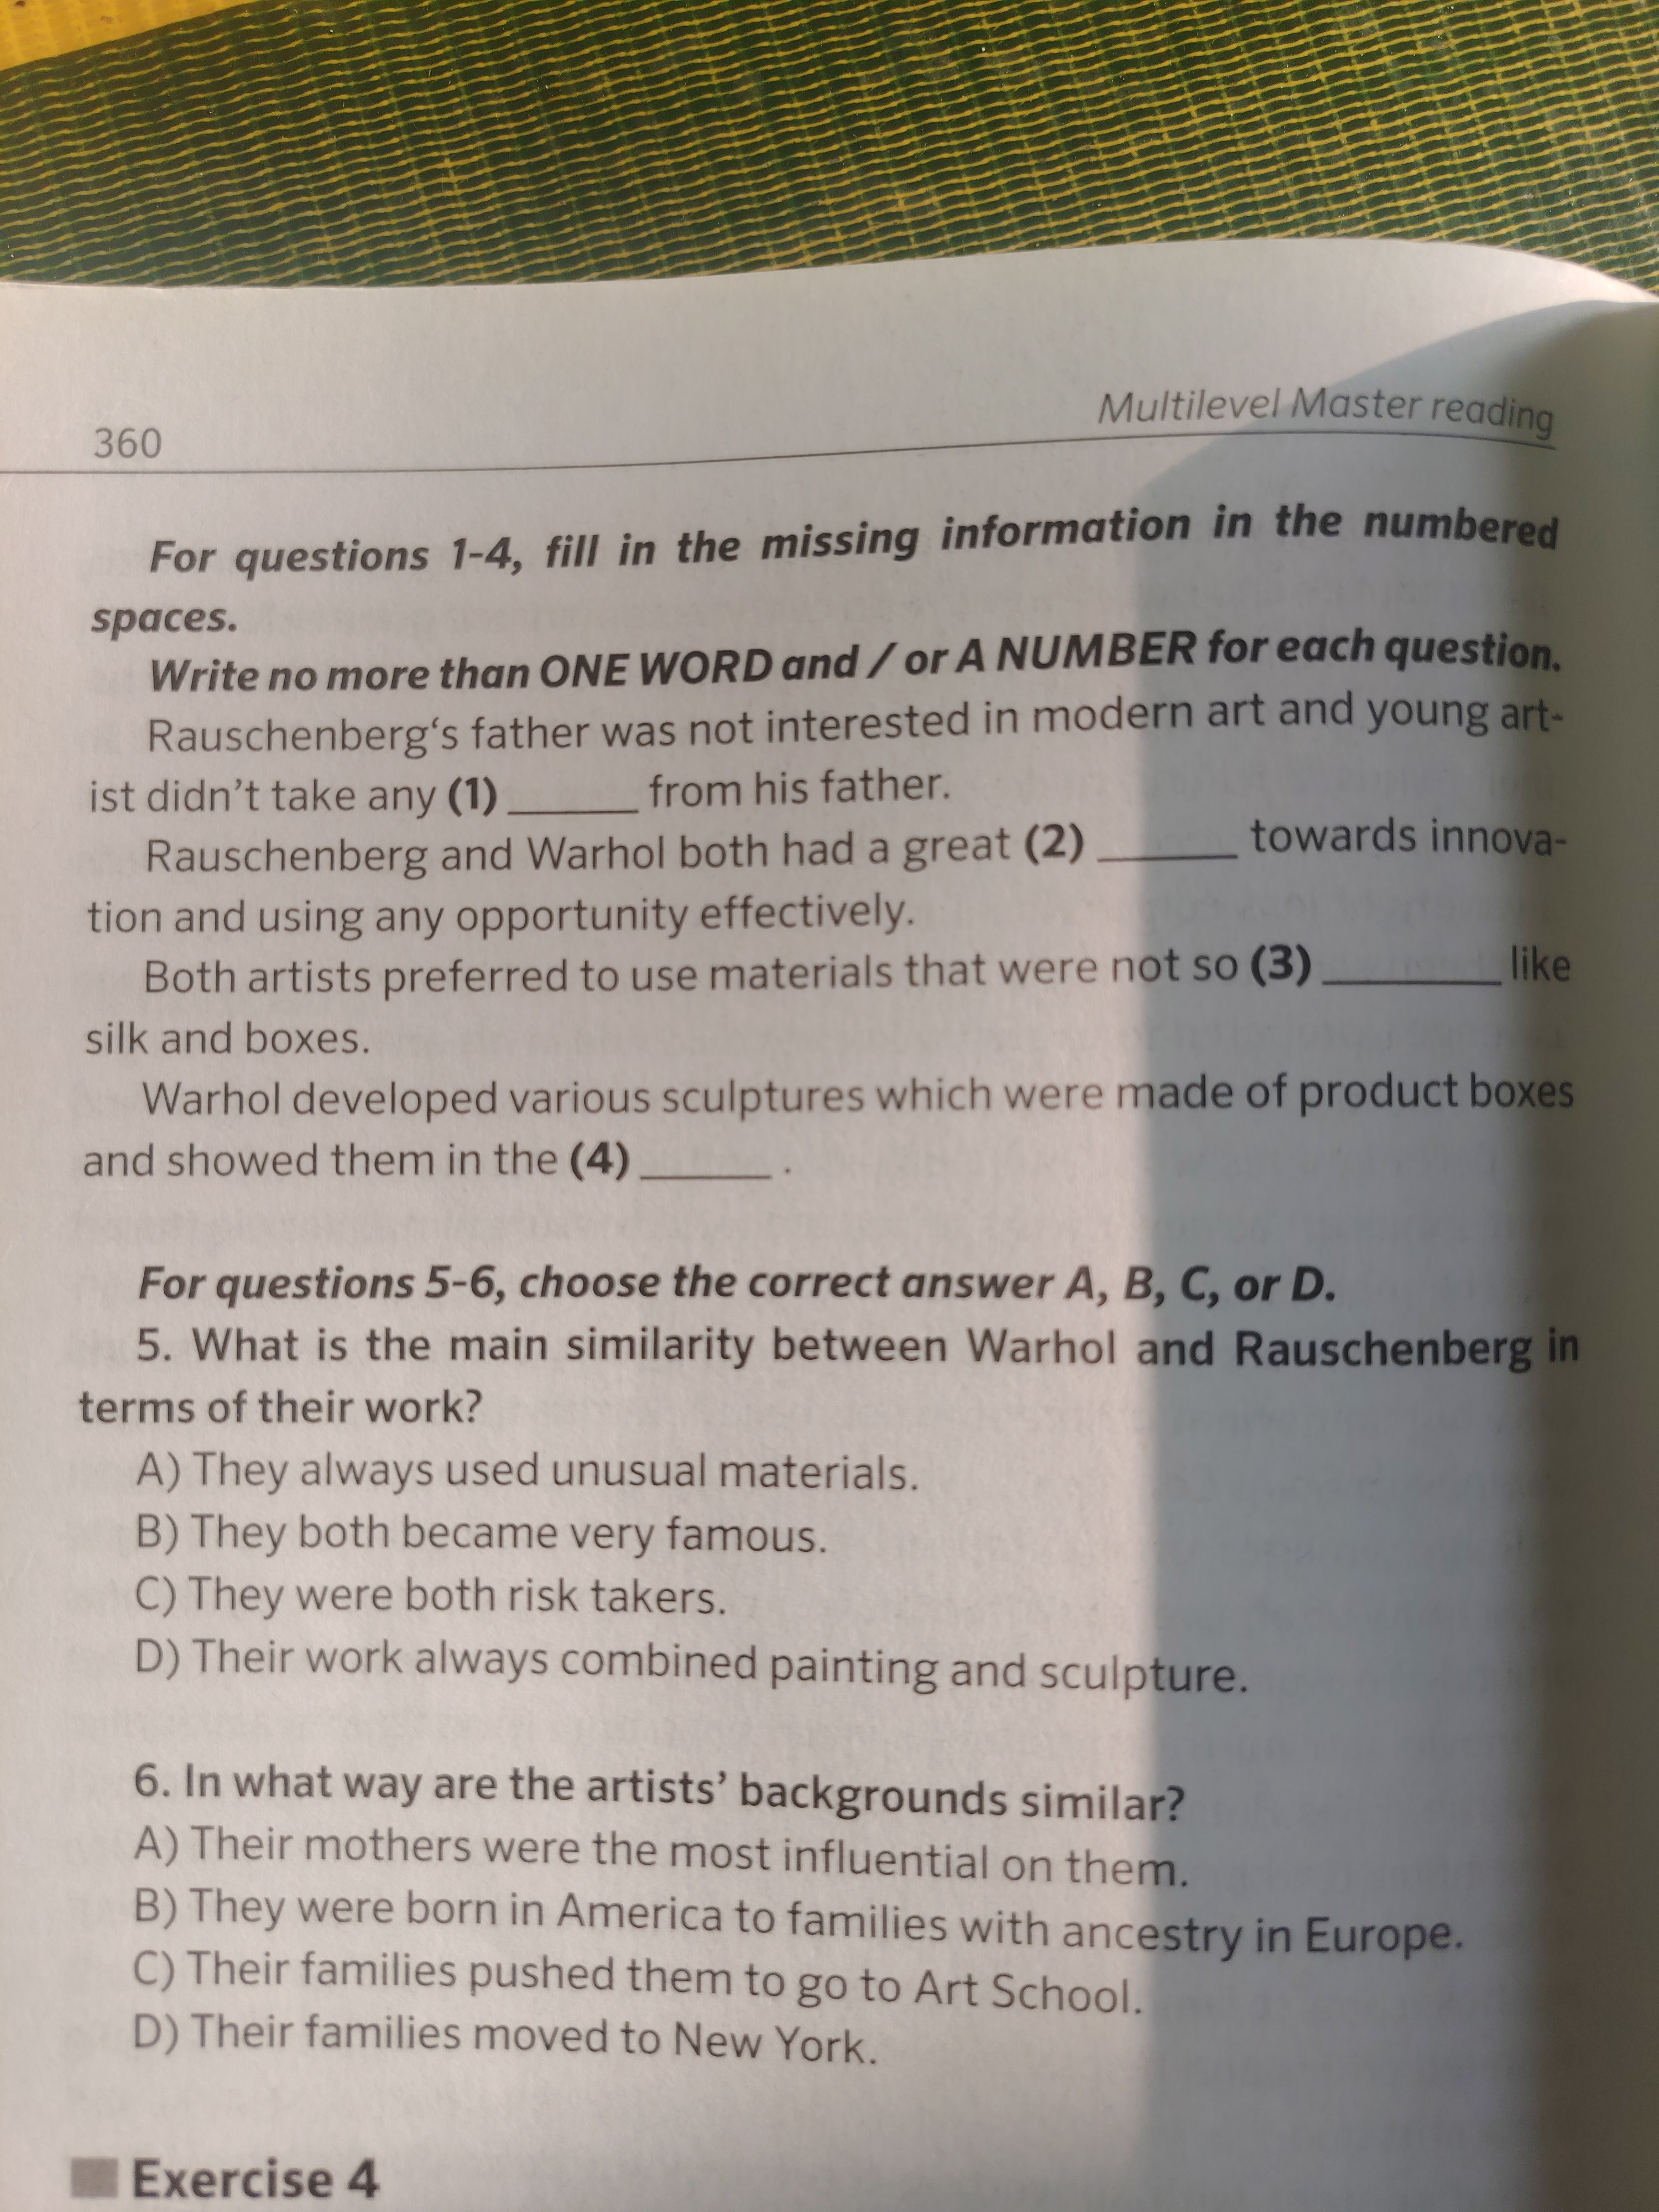 360
Multilevel Master reading
For questions 1-4, fill in the missing information in the numbered
spaces.
Write no more than ONE WORD and / or A NUMBER for each question.
Rauschenberg‘s father was not interested in modern art and young art-
ist didn’t take any (1) ______ from his father.
Rauschenberg and Warhol both had a great (2) ______ towards innova-
tion and using any opportunity effectively.
Both artists preferred to use materials that were not so (3) ________ like
silk and boxes.
Warhol developed various sculptures which were made of product boxes
and showed them in the (4) ______ .
For questions 5-6, choose the correct answer A, B, C, or D.
5. What is the main similarity between Warhol and Rauschenberg in
terms of their work?
A) They always used unusual materials.
B) They both became very famous.
C) They were both risk takers.
D) Their work always combined painting and sculpture.
6. In what way are the artists’ backgrounds similar?
A) Their mothers were the most influential on them.
B) They were born in America to families with ancestry in Europe.
C) Their families pushed them to go to Art School.
D) Their families moved to New York.
Exercise 4